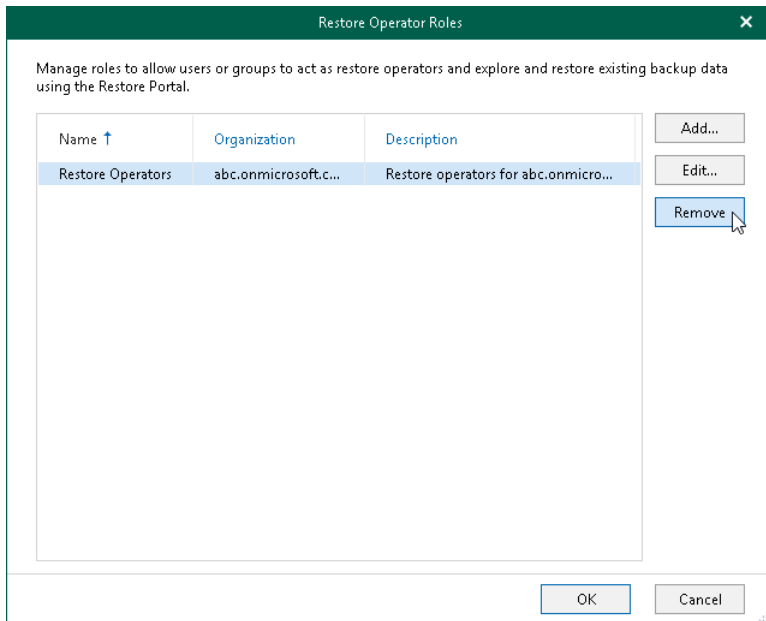 Restore Operator Roles
Manage roles to allow users or groups to act as restore operators and explore and restore existing backup data
using the Restore Portal.
Name Organization Description
Restore Operators abc.onmicrosoft.c... Restore operators for abc.onmicro...
Add...
Edit...
Remove
OK Cancel